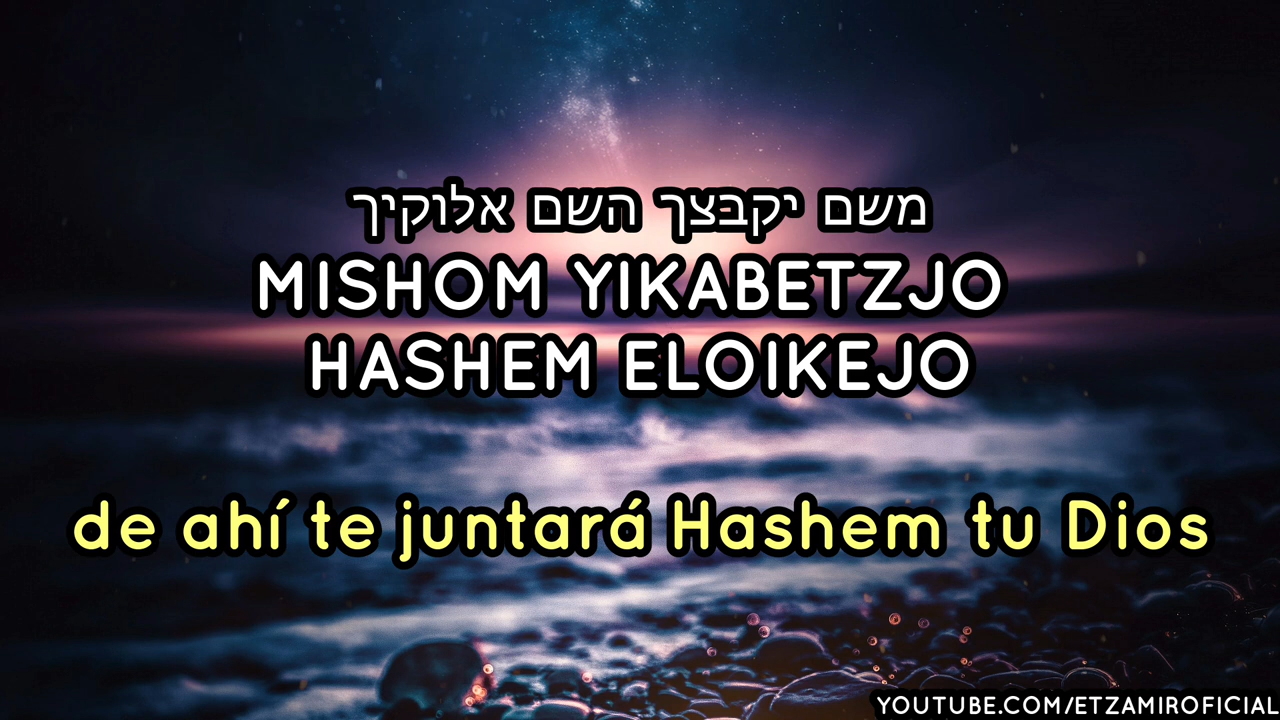 משם יקבצך השם אלוקיך
MISHOM YIKABETZJO
HASHEM ELOIKEJO
de ahí te juntará Hashem tu Dios
YOUTUBE.COM/ETZAMIROFICIAL